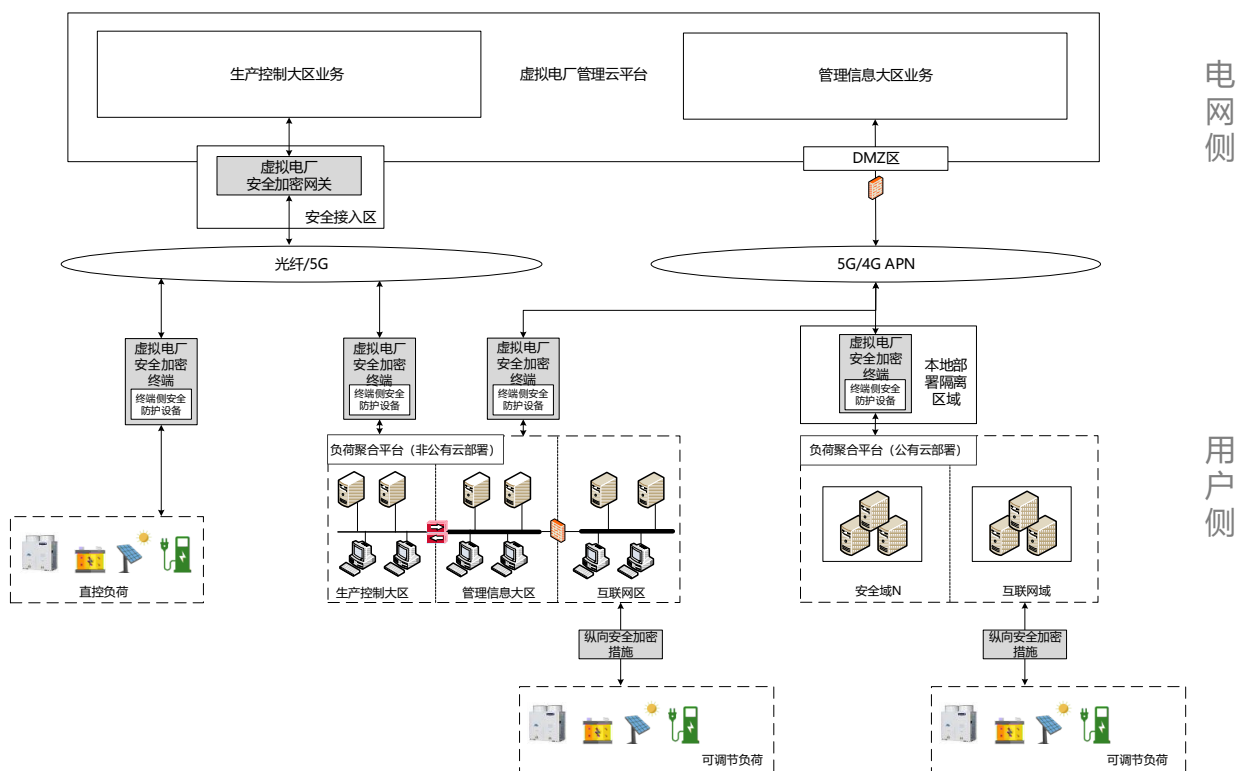 生产控制大区业务
虚拟电厂管理云平台
管理信息大区业务
电
网
侧
DMZ区
虚拟电厂
安全加密网关
安全接入区
光纤/5G
5G/4G APN
虚拟电厂
安全加密
终端
终端侧安全
防护设备
虚拟电厂
安全加密
终端
终端侧安全
防护设备
虚拟电厂
安全加密
终端
终端侧安全
防护设备
虚拟电厂
安全加密
终端
终端侧安全
防护设备
本地部
署隔离
区域
用
户
侧
负荷聚合平台（非公有云部署）
负荷聚合平台（公有云部署）
直控负荷
生产控制大区
管理信息大区
互联网区
安全域N
互联网域
纵向安全加密
措施
纵向安全加密
措施
可调节负荷
可调节负荷